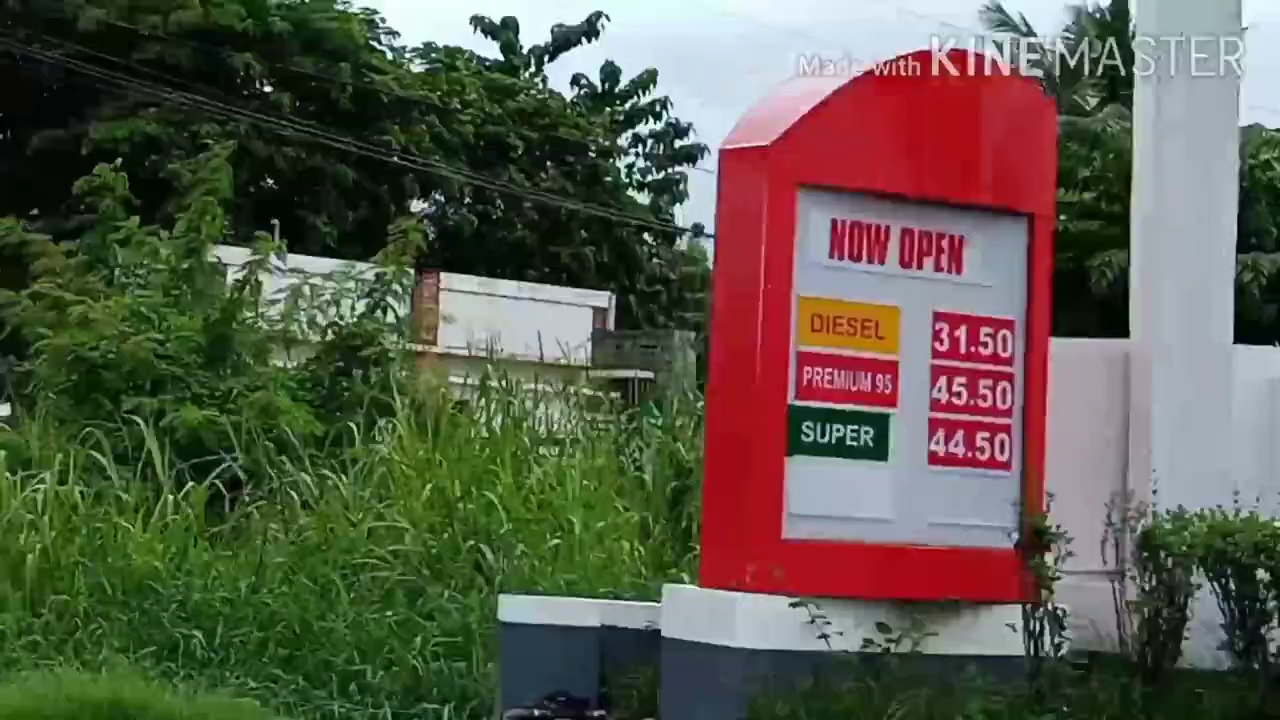 Made with KINEMASTER
NOW OPEN
DIESEL 31.50
PREMIUM 95 45.50
SUPER 44.50